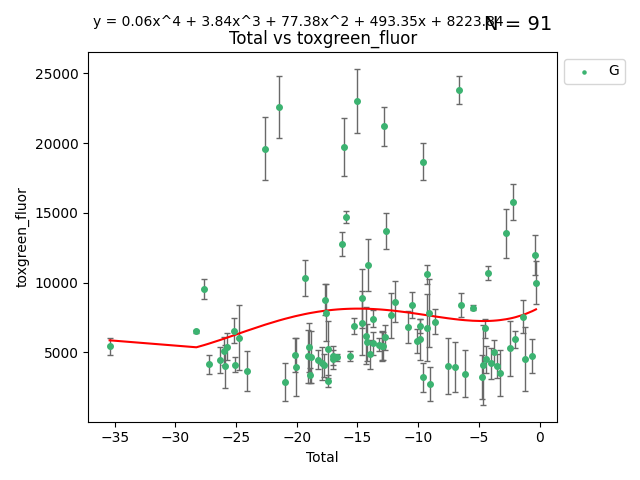 y = 0.06x^4 + 3.84x^3 + 77.38x^2 + 493.35x + 8223.84
N = 91
Total vs toxgreen_fluor
G
25000
20000
15000
10000
5000
toxgreen_fluor
−35 −30 −25 −20 −15 −10 −5 0
Total